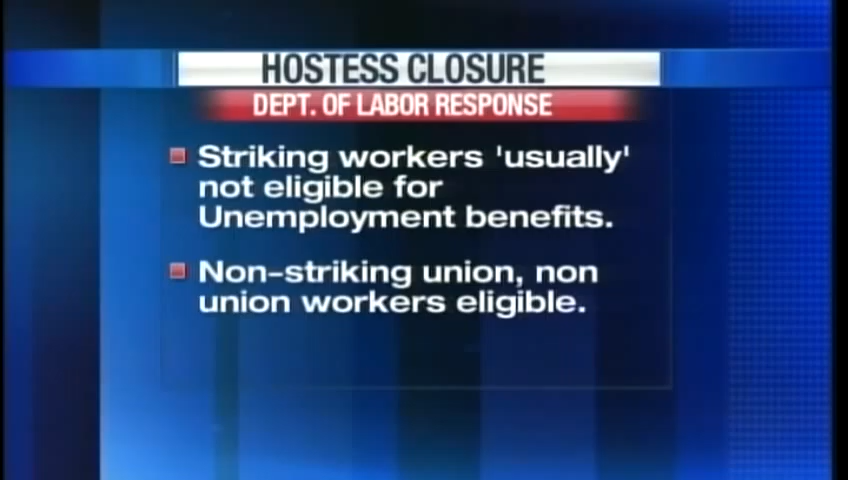 HOSTESS CLOSURE
DEPT. OF LABOR RESPONSE
Striking workers 'usually'
not eligible for
Unemployment benefits.
Non-striking union, non
union workers eligible.